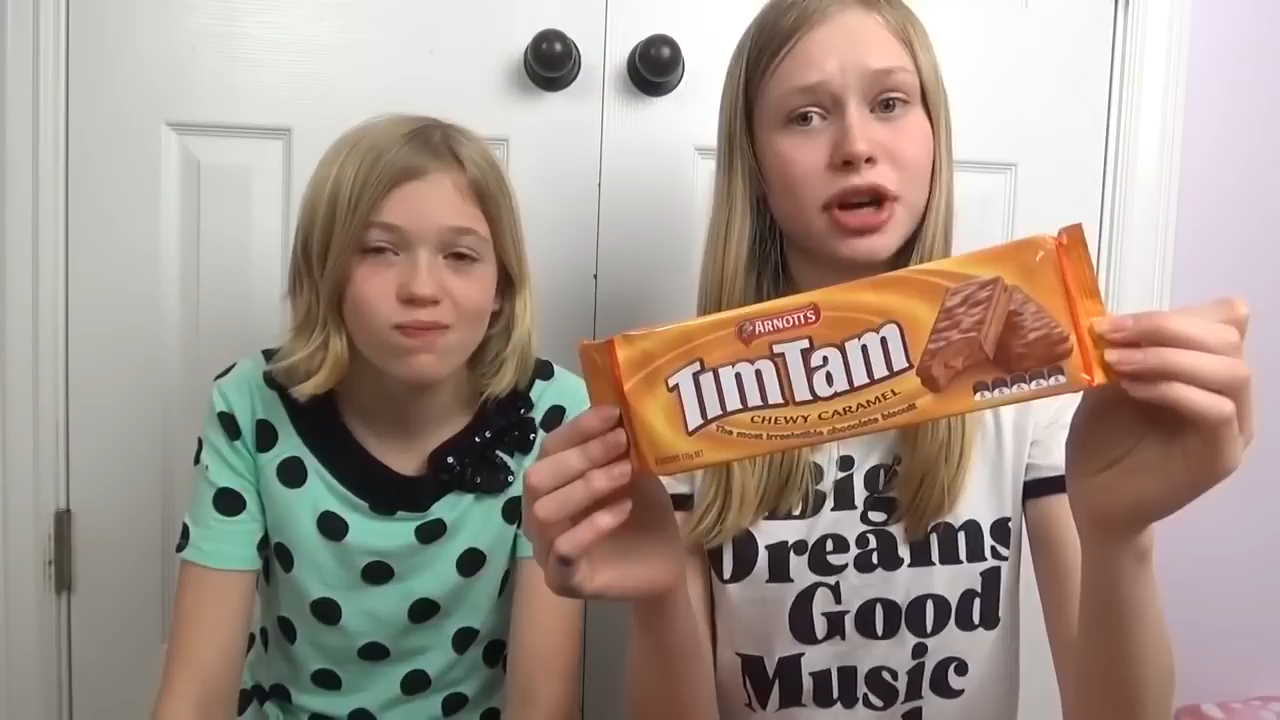 ARNOTT'S
TimTam
CHEWY CARAMEL
The most irresistible chocolate biscuit
Big
Dreams
Good
Music